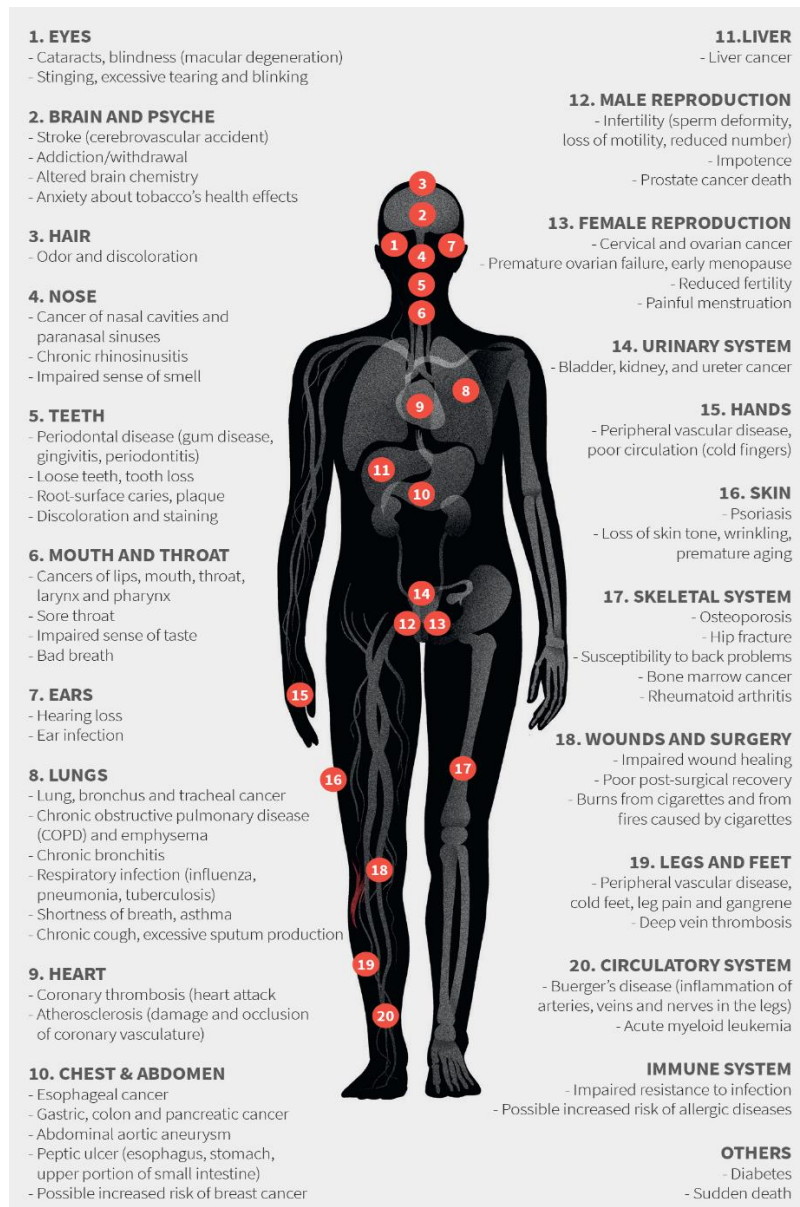 1. EYES
- Cataracts, blindness (macular degeneration)
- Stinging, excessive tearing and blinking
2. BRAIN AND PSYCHE
- Stroke (cerebrovascular accident)
- Addiction/withdrawal
- Altered brain chemistry
- Anxiety about tobacco's health effects
3. HAIR
- Odor and discoloration
4. NOSE
- Cancer of nasal cavities and
paranasal sinuses
- Chronic rhinosinusitis
- Impaired sense of smell
5. TEETH
- Periodontal disease (gum disease,
gingivitis, periodontitis)
- Loose teeth, tooth loss
- Root-surface caries, plaque
- Discoloration and staining
6. MOUTH AND THROAT
- Cancers of lips, mouth, throat,
larynx and pharynx
- Sore throat
- Impaired sense of taste
- Bad breath
7. EARS
- Hearing loss
- Ear infection
8. LUNGS
- Lung, bronchus and tracheal cancer
- Chronic obstructive pulmonary disease
(COPD) and emphysema
- Chronic bronchitis
- Respiratory infection (influenza,
pneumonia, tuberculosis)
- Shortness of breath, asthma
- Chronic cough, excessive sputum production
9. HEART
- Coronary thrombosis (heart attack
- Atherosclerosis (damage and occlusion
of coronary vasculature)
10. CHEST & ABDOMEN
- Esophageal cancer
- Gastric, colon and pancreatic cancer
- Abdominal aortic aneurysm
- Peptic ulcer (esophagus, stomach,
upper portion of small intestine)
- Possible increased risk of breast cancer
3
2
1
7
4
5
6
8
9
11
10
14
12
13
15
16
17
18
19
20
11.LIVER
- Liver cancer
12. MALE REPRODUCTION
- Infertility (sperm deformity,
loss of motility, reduced number)
- Impotence
- Prostate cancer death
13. FEMALE REPRODUCTION
- Cervical and ovarian cancer
- Premature ovarian failure, early menopause
- Reduced fertility
- Painful menstruation
14. URINARY SYSTEM
- Bladder, kidney, and ureter cancer
15. HANDS
- Peripheral vascular disease,
poor circulation (cold fingers)
16. SKIN
- Psoriasis
- Loss of skin tone, wrinkling,
premature aging
17. SKELETAL SYSTEM
- Osteoporosis
- Hip fracture
- Susceptibility to back problems
- Bone marrow cancer
- Rheumatoid arthritis
18. WOUNDS AND SURGERY
- Impaired wound healing
- Poor post-surgical recovery
- Burns from cigarettes and from
fires caused by cigarettes
19. LEGS AND FEET
- Peripheral vascular disease,
cold feet, leg pain and gangrene
- Deep vein thrombosis
20. CIRCULATORY SYSTEM
- Buerger's disease (inflammation of
arteries, veins and nerves in the legs)
- Acute myeloid leukemia
IMMUNE SYSTEM
- Impaired resistance to infection
- Possible increased risk of allergic diseases
OTHERS
- Diabetes
- Sudden death